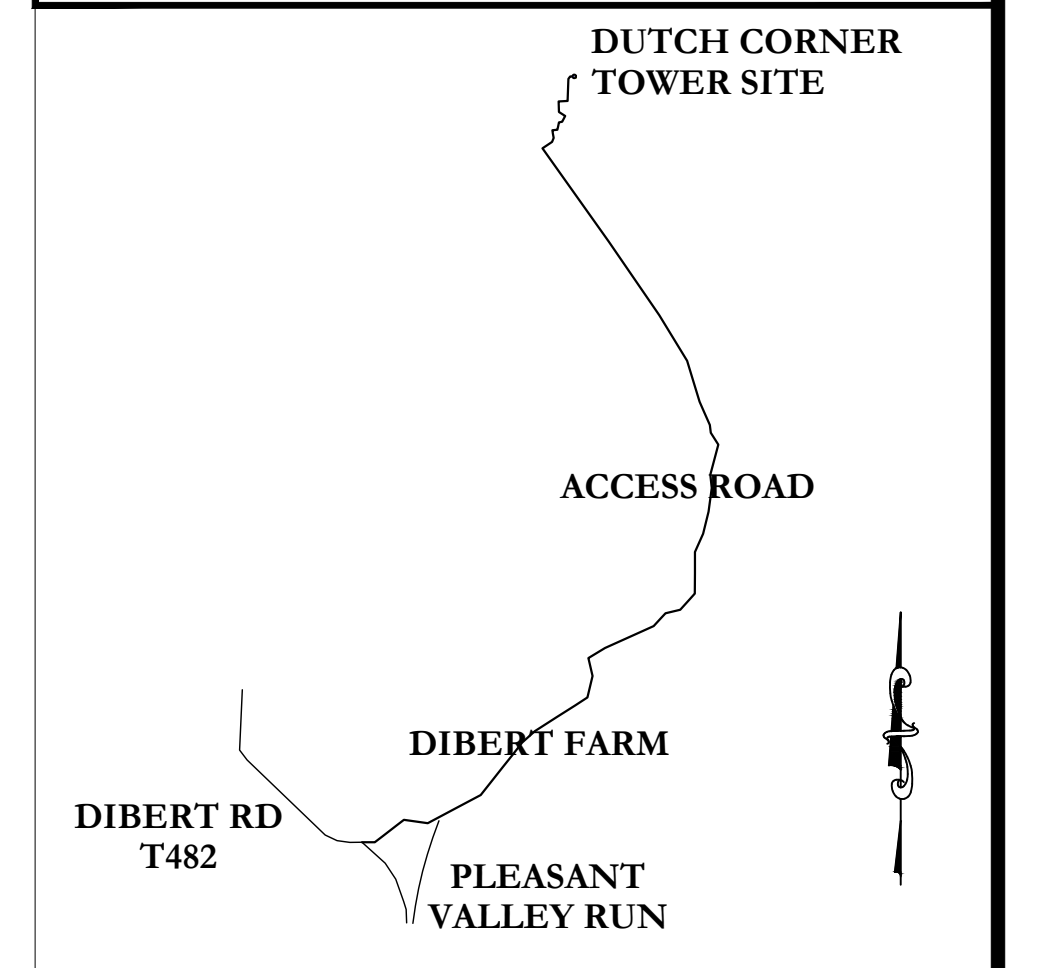 DUTCH CORNER
TOWER SITE
ACCESS ROAD
DIBERT FARM
DIBERT RD
T482
PLEASANT
VALLEY RUN